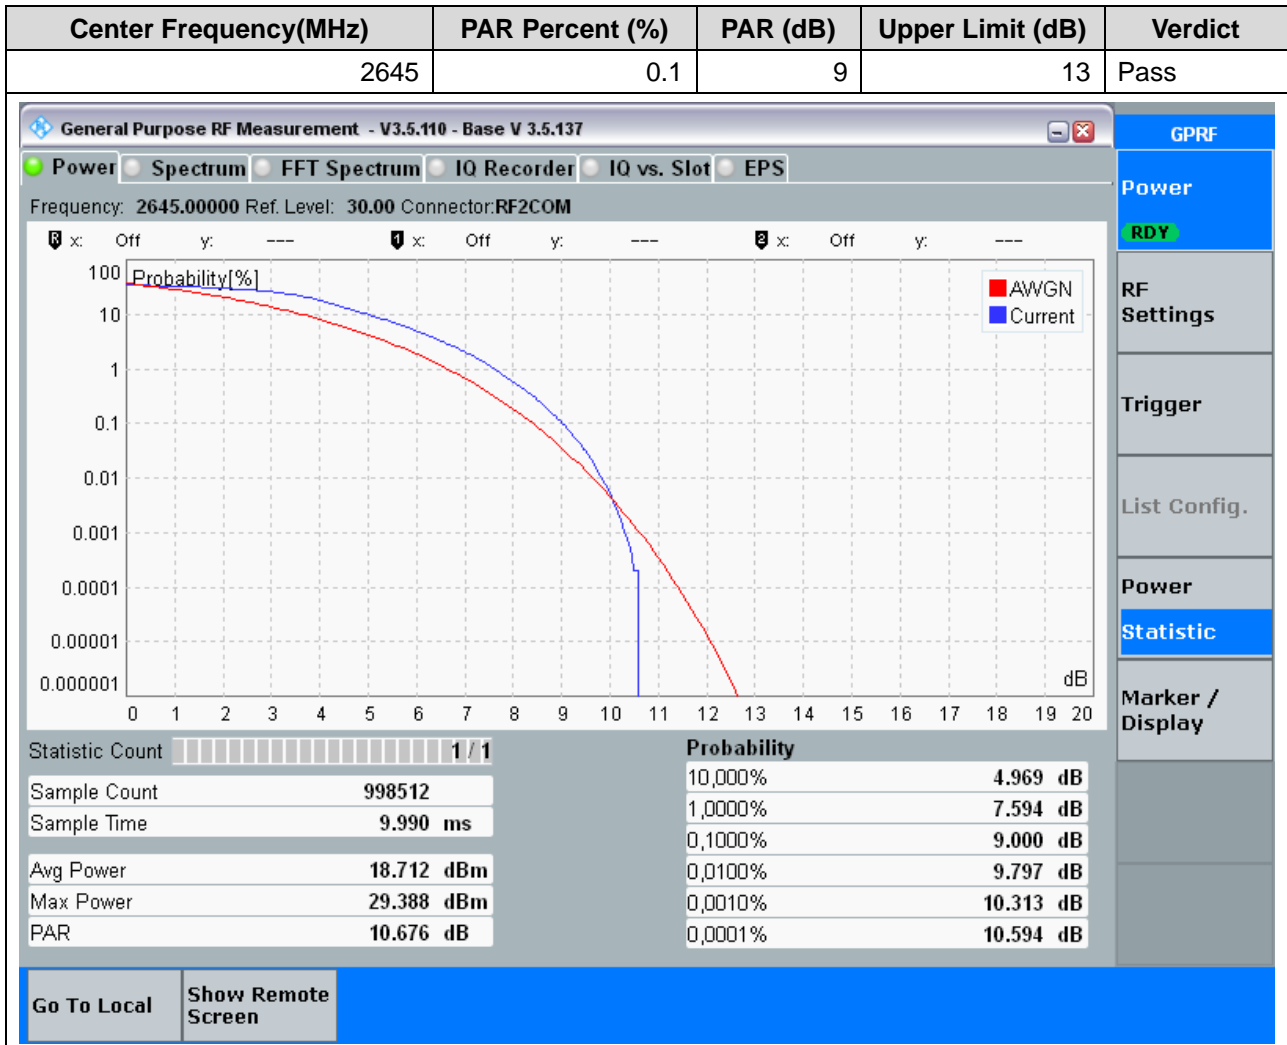 Center Frequency(MHz) PAR Percent (%) PAR (dB) Upper Limit (dB) Verdict
2645 0.1 9 13 Pass
General Purpose RF Measurement - V3.5.110 - Base V 3.5.137
GPRF
Power Spectrum FFT Spectrum IQ Recorder IQ vs. Slot EPS
Power
RDY
Frequency: 2645.00000 Ref. Level: 30.00 Connector:RF2COM
R x: Off y: --- 1 x: Off y: --- 2 x: Off y: ---
Probability[%]
AWGN
Current
100
10
1
0.1
0.01
0.001
0.0001
0.00001
0.000001
dB
0 1 2 3 4 5 6 7 8 9 10 11 12 13 14 15 16 17 18 19 20
RF
Settings
Trigger
List Config.
Power
Statistic
Marker /
Display
Statistic Count 1 / 1
Sample Count 998512
Sample Time 9.990 ms
Avg Power 18.712 dBm
Max Power 29.388 dBm
PAR 10.676 dB
Probability
10,000% 4.969 dB
1,0000% 7.594 dB
0,1000% 9.000 dB
0,0100% 9.797 dB
0,0010% 10.313 dB
0,0001% 10.594 dB
Go To Local
Show Remote
Screen